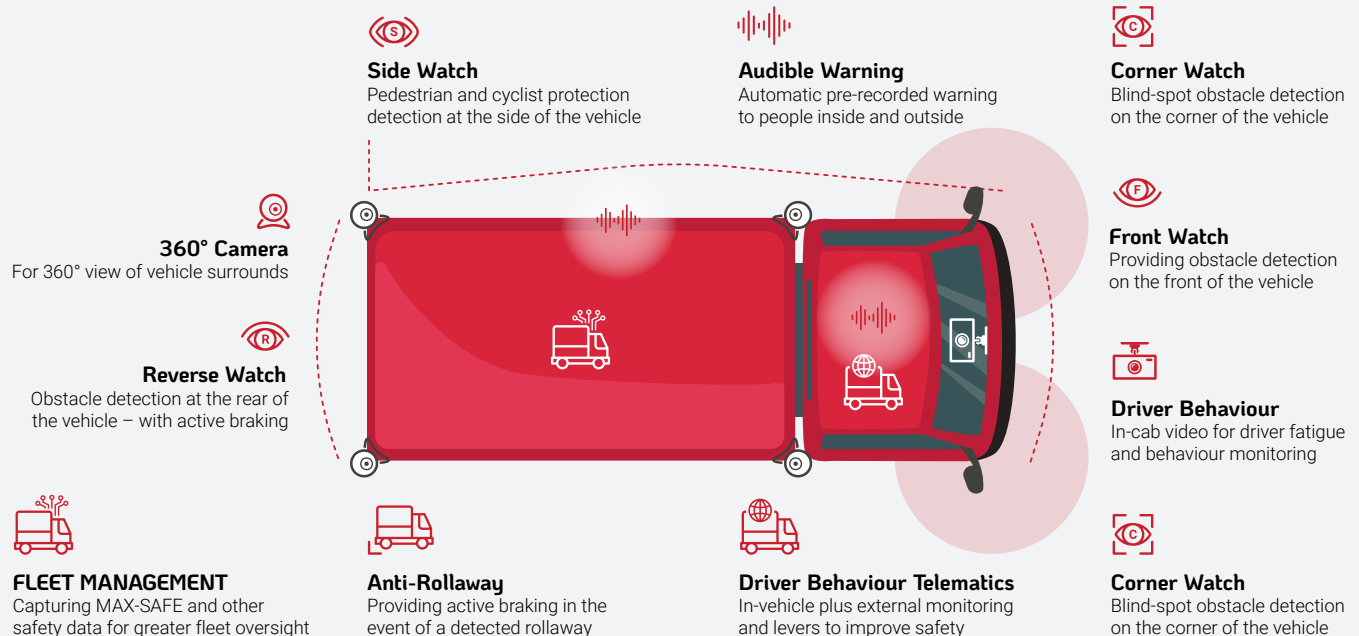 S
Side Watch
Pedestrian and cyclist protection
detection at the side of the vehicle
Audible Warning
Automatic pre-recorded warning
to people inside and outside
C
Corner Watch
Blind-spot obstacle detection
on the corner of the vehicle
360° Camera
For 360° view of vehicle surrounds
F
Front Watch
Providing obstacle detection
on the front of the vehicle
R
Reverse Watch
Obstacle detection at the rear of
the vehicle – with active braking
Driver Behaviour
In-cab video for driver fatigue
and behaviour monitoring
FLEET MANAGEMENT
Capturing MAX-SAFE and other
safety data for greater fleet oversight
Anti-Rollaway
Providing active braking in the
event of a detected rollaway
Driver Behaviour Telematics
In-vehicle plus external monitoring
and levers to improve safety
C
Corner Watch
Blind-spot obstacle detection
on the corner of the vehicle